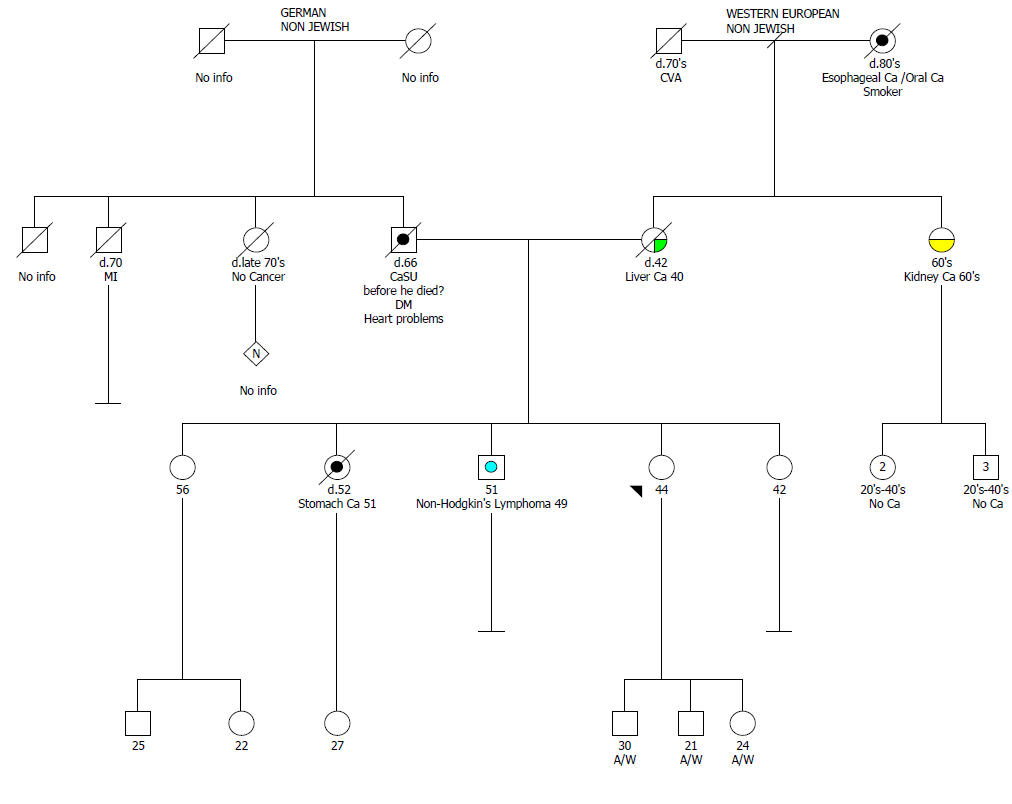 GERMAN
NON JEWISH
WESTERN EUROPEAN
NON JEWISH
No info
No info
d.70's
CVA
d.80's
Esophageal Ca /Oral Ca
Smoker
No info
d.70
MI
d.late 70's
No Cancer
d.66
CaSU
before he died?
DM
Heart problems
d.42
Liver Ca 40
60's
Kidney Ca 60's
N
No info
56
d.52
Stomach Ca 51
51
Non-Hodgkin's Lymphoma 49
44
42
2
20's-40's
No Ca
3
20's-40's
No Ca
25
22
27
30
A/W
21
A/W
24
A/W